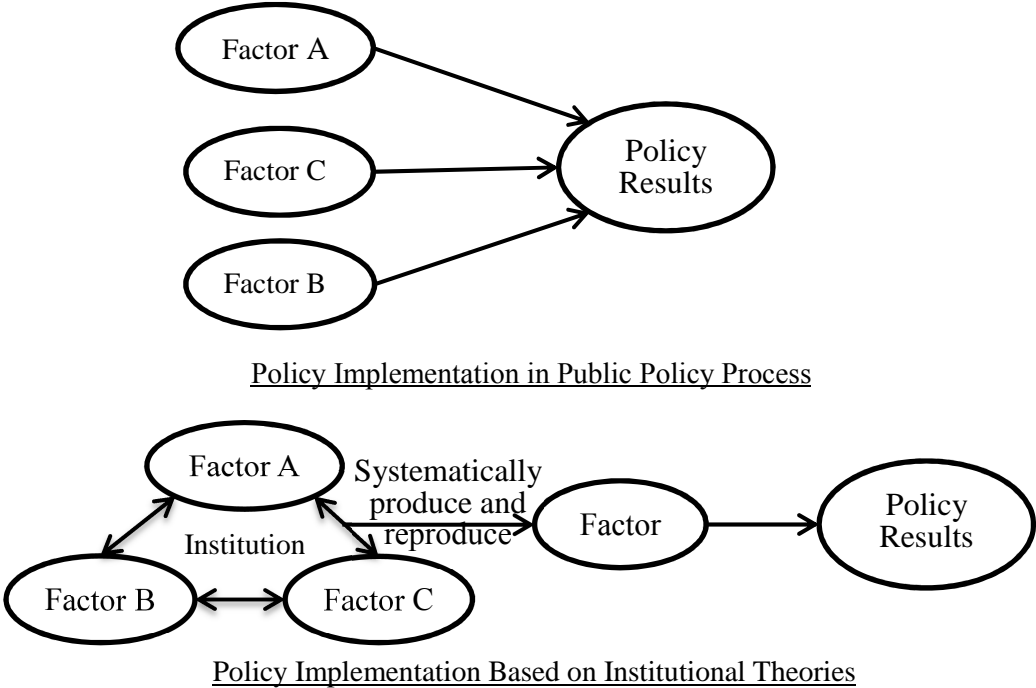 Factor A
Factor C
Factor B
Policy
Results
Policy Implementation in Public Policy Process
Factor A
Systematically
produce and
reproduce
Institution
Factor B
Factor C
Factor
Policy
Results
Policy Implementation Based on Institutional Theories